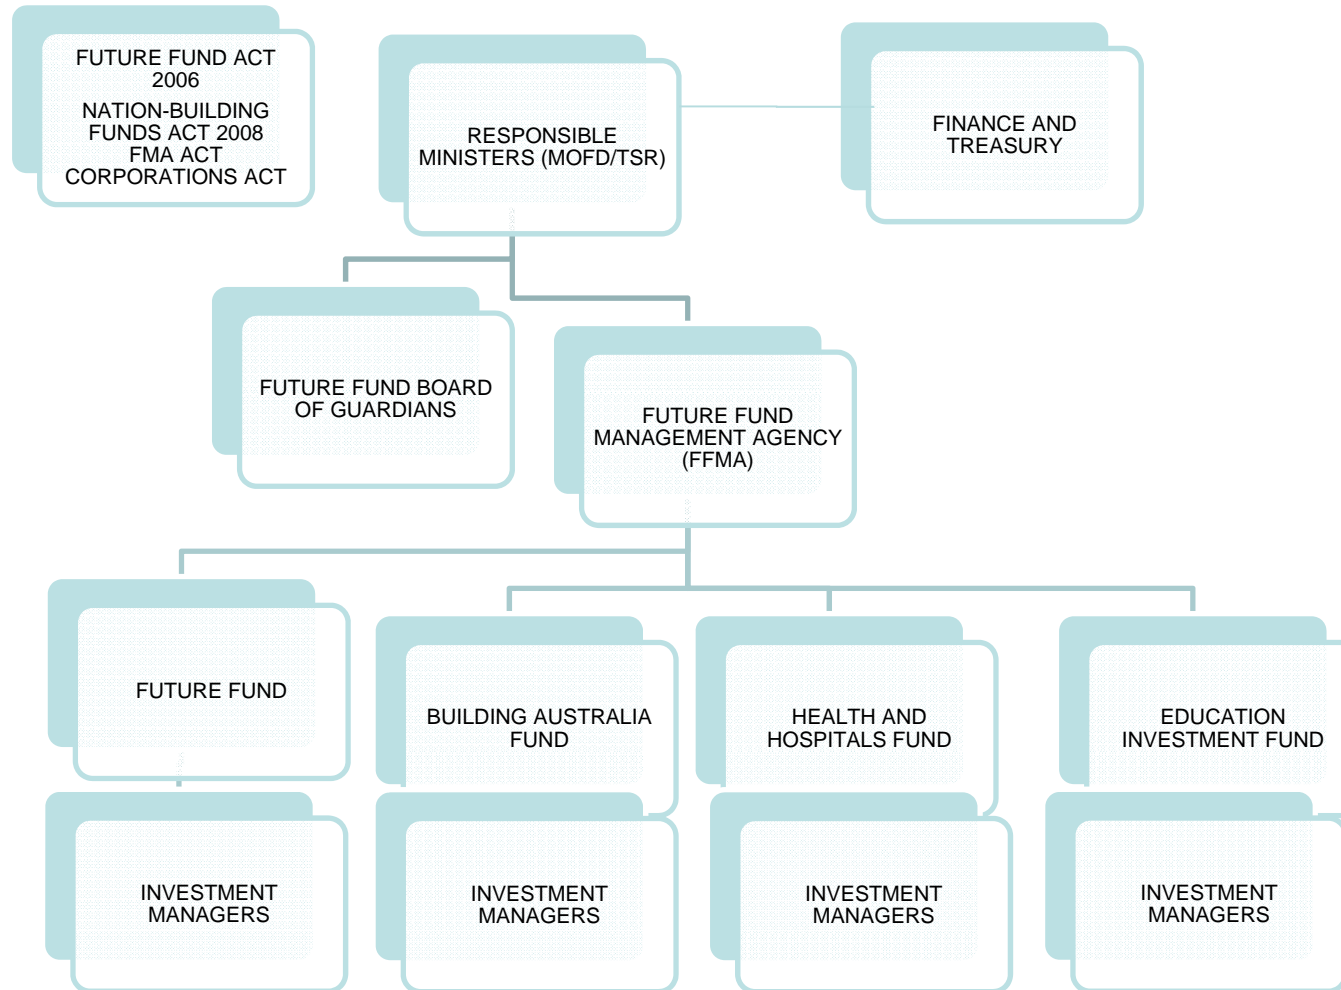 FUTURE FUND ACT
2006
NATION-BUILDING
FUNDS ACT 2008
FMA ACT
CORPORATIONS ACT
RESPONSIBLE
MINISTERS (MOFD/TSR)
FINANCE AND
TREASURY
FUTURE FUND BOARD
OF GUARDIANS
FUTURE FUND
MANAGEMENT AGENCY
(FFMA)
FUTURE FUND
BUILDING AUSTRALIA
FUND
HEALTH AND
HOSPITALS FUND
EDUCATION
INVESTMENT FUND
INVESTMENT
MANAGERS
INVESTMENT
MANAGERS
INVESTMENT
MANAGERS
INVESTMENT
MANAGERS